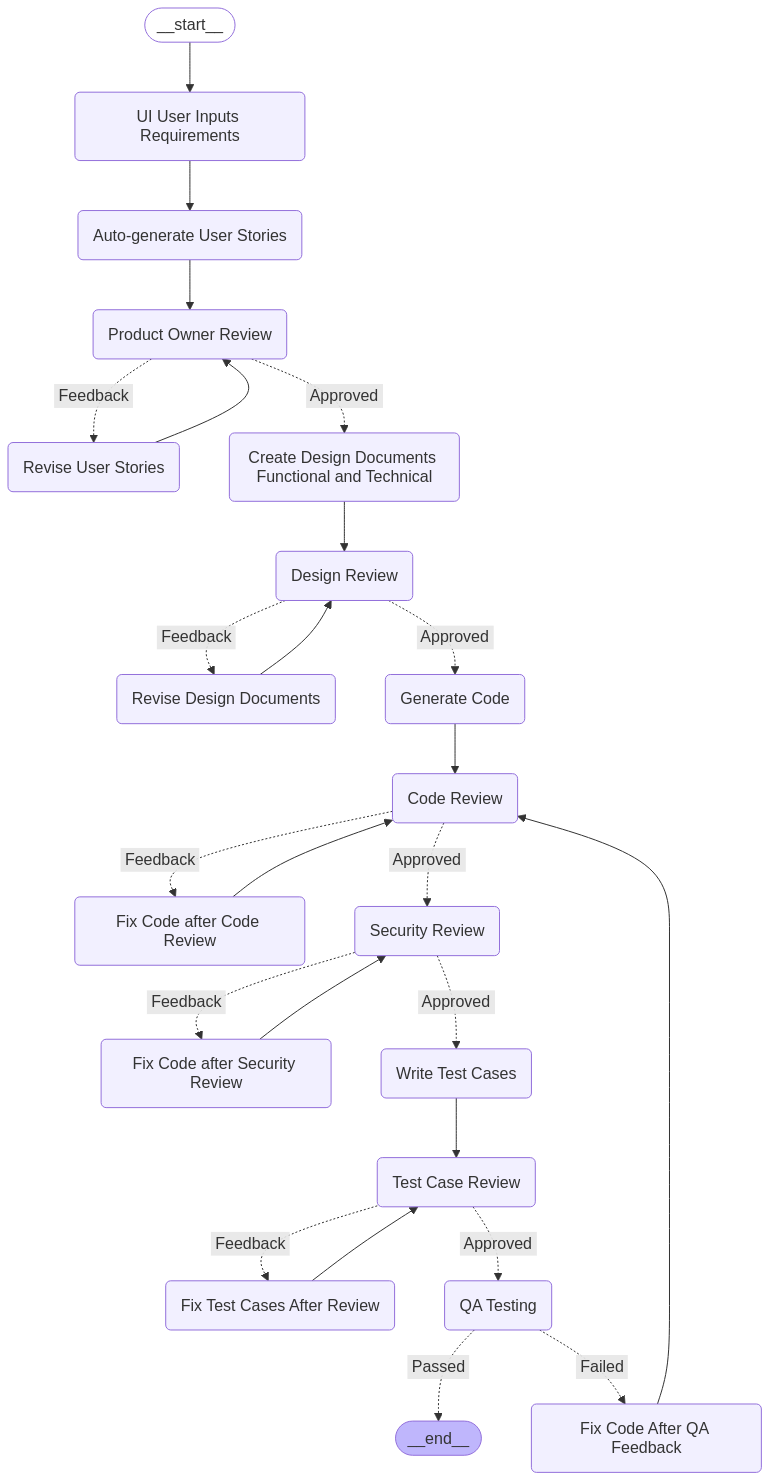 __start__
UI User Inputs
Requirements
Auto-generate User Stories
Product Owner Review
Feedback
Approved
Revise User Stories
Create Design Documents
Functional and Technical
Design Review
Feedback
Approved
Revise Design Documents
Generate Code
Code Review
Feedback
Approved
Fix Code after Code
Review
Security Review
Feedback
Approved
Fix Code after Security
Review
Write Test Cases
Test Case Review
Feedback
Approved
Fix Test Cases After Review
QA Testing
Passed
Failed
__end__
Fix Code After QA
Feedback